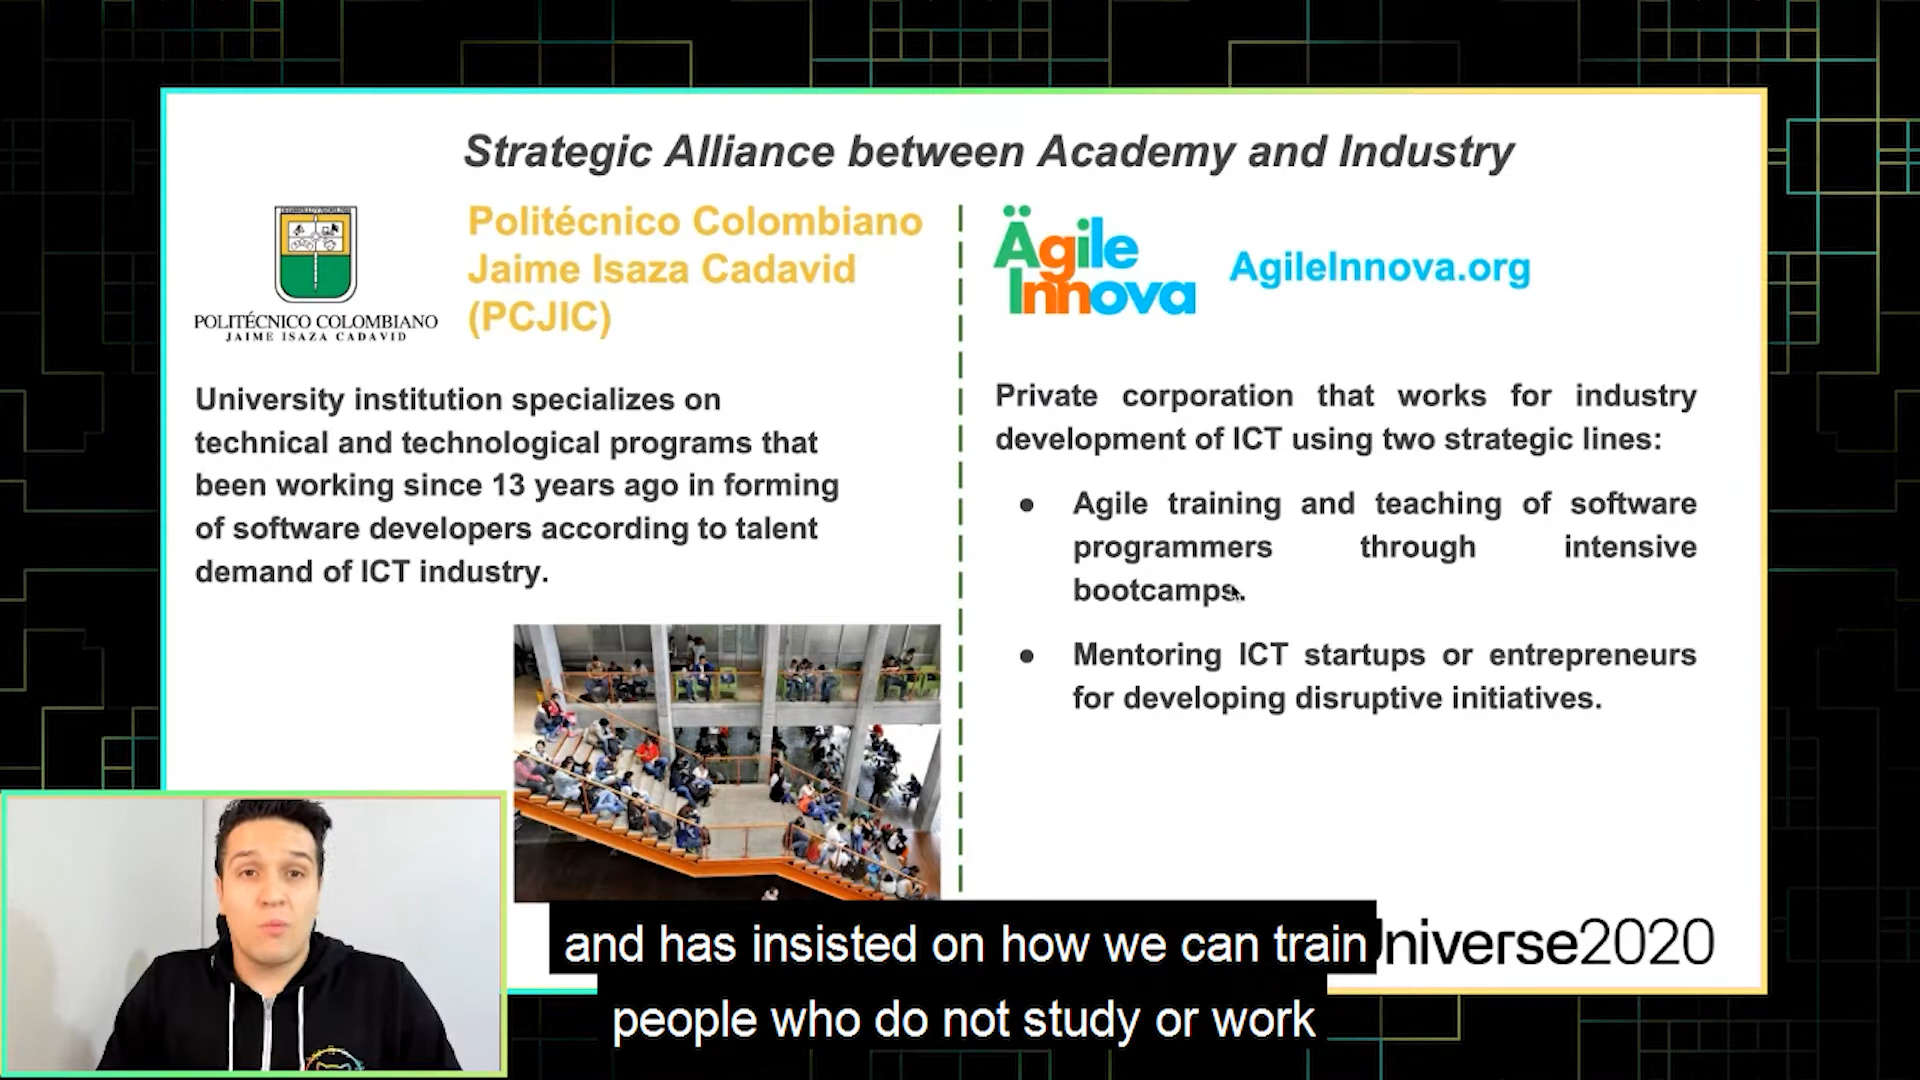 Strategic Alliance between Academy and Industry
POLITÉCNICO COLOMBIANO
JAIME ISAZA CADAVID
Politécnico Colombiano
Jaime Isaza Cadavid
(PCJIC)
University institution specializes on
technical and technological programs that
been working since 13 years ago in forming
of software developers according to talent
demand of ICT industry.
Ägile
Innova
AgileInnova.org
Private corporation that works for industry
development of ICT using two strategic lines:
● Agile training and teaching of software
programmers through intensive
bootcamps.
● Mentoring ICT startups or entrepreneurs
for developing disruptive initiatives.
niverse2020
and has insisted on how we can train
people who do not study or work